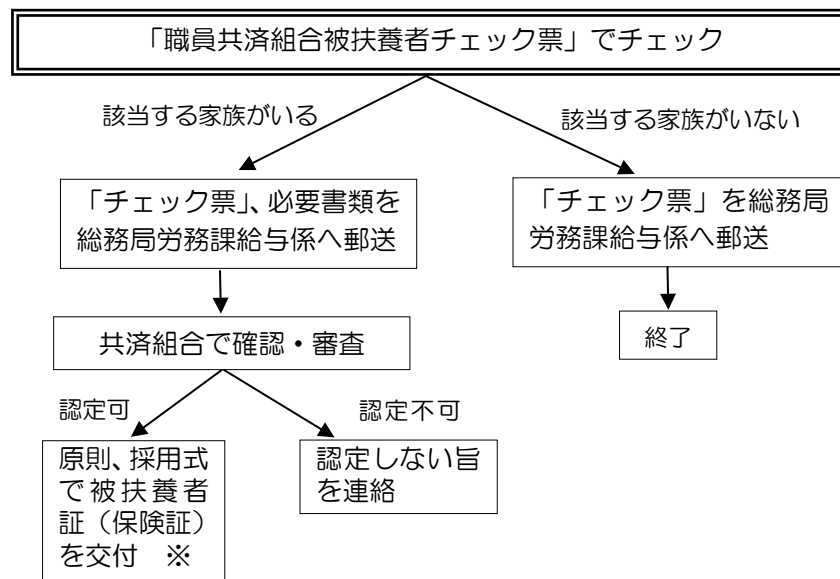 「職員共済組合被扶養者チェック票」でチェック
該当する家族がいる
該当する家族がいない
「チェック票」、必要書類を
総務局労務課給与係へ郵送
「チェック票」を総務局
労務課給与係へ郵送
共済組合で確認・審査
終了
認定可
認定不可
原則、採用式
で被扶養者
証（保険証）
を交付　※
認定しない旨
を連絡